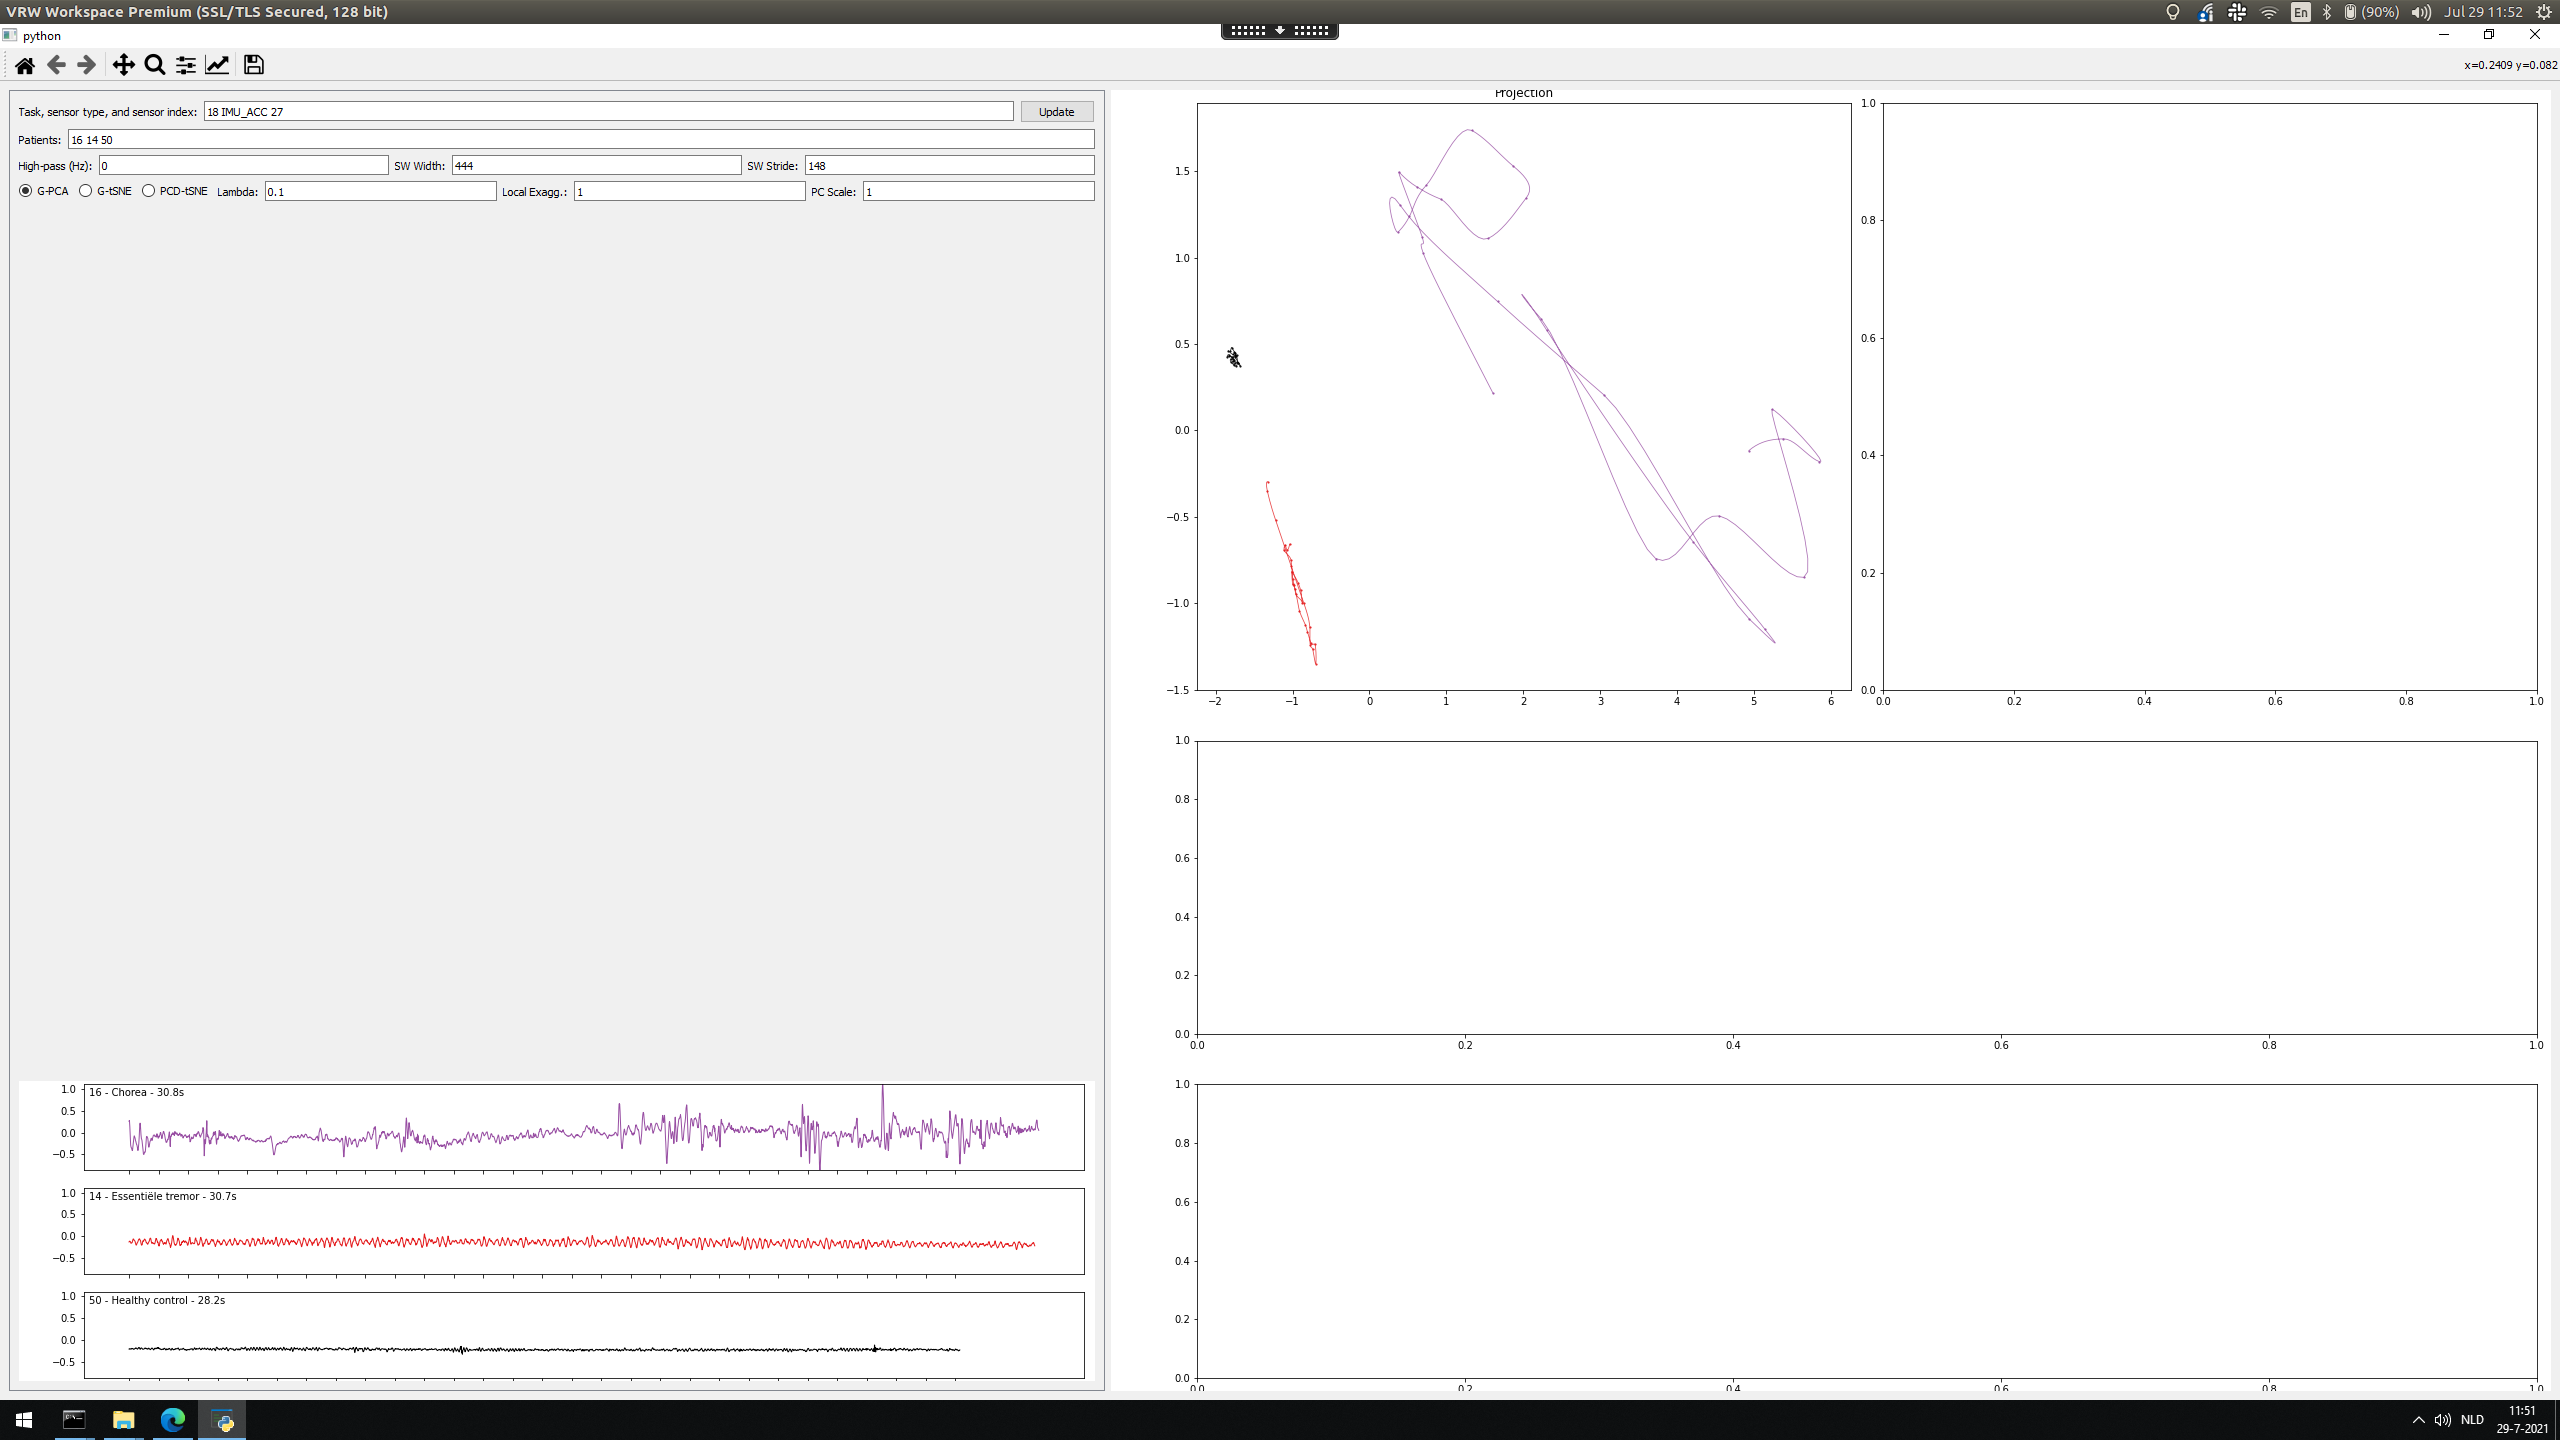 VRW Workspace Premium (SSL/TLS Secured, 128 bit)
En (90%) Jul 29 11:52
python
x=0.2409 y=0.082
Task, sensor type, and sensor index: 18 IMU_ACC 27 Update
Patients: 16 14 50
High-pass (Hz): 0 SW Width: 444 SW Stride: 148
G-PCA G-tSNE PCD-tSNE Lambda: 0.1 Local Exagg.: 1 PC Scale: 1
1.0
0.5
0.0
−0.5
16 - Chorea - 30.8s
1.0
0.5
0.0
−0.5
14 - Essentiële tremor - 30.7s
1.0
0.5
0.0
−0.5
50 - Healthy control - 28.2s
Projection
1.5
1.0
0.5
0.0
−0.5
−1.0
−1.5
−2 −1 0 1 2 3 4 5 6
1.0
0.8
0.6
0.4
0.2
0.0
0.0 0.2 0.4 0.6 0.8 1.0
1.0
0.8
0.6
0.4
0.2
0.0
0.0 0.2 0.4 0.6 0.8 1.0
1.0
0.8
0.6
0.4
0.2
0.0
0.0 0.2 0.4 0.6 0.8 1.0
NLD
11:51
29-7-2021